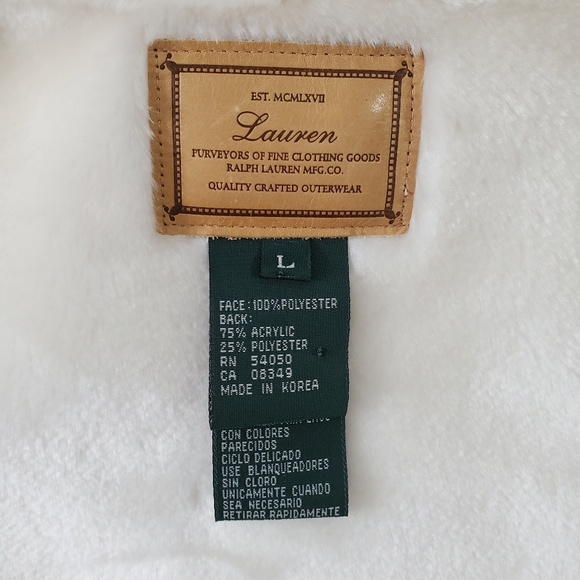 EST. MCMLXVII
Lauren
PURVEYORS OF FINE CLOTHING GOODS
RALPH LAUREN MFG.CO.
QUALITY CRAFTED OUTERWEAR
L
FACE: 100% POLYESTER
BACK:
75% ACRYLIC
25% POLYESTER
RN 54050
CA 08349
MADE IN KOREA
CON COLORES
PARECIDOS
CICLO DELICADO
USE BLANQUEADORES
SIN CLORO
UNICAMENTE CUANDO
SEA NECESARIO
RETIRAR RAPIDAMENTE